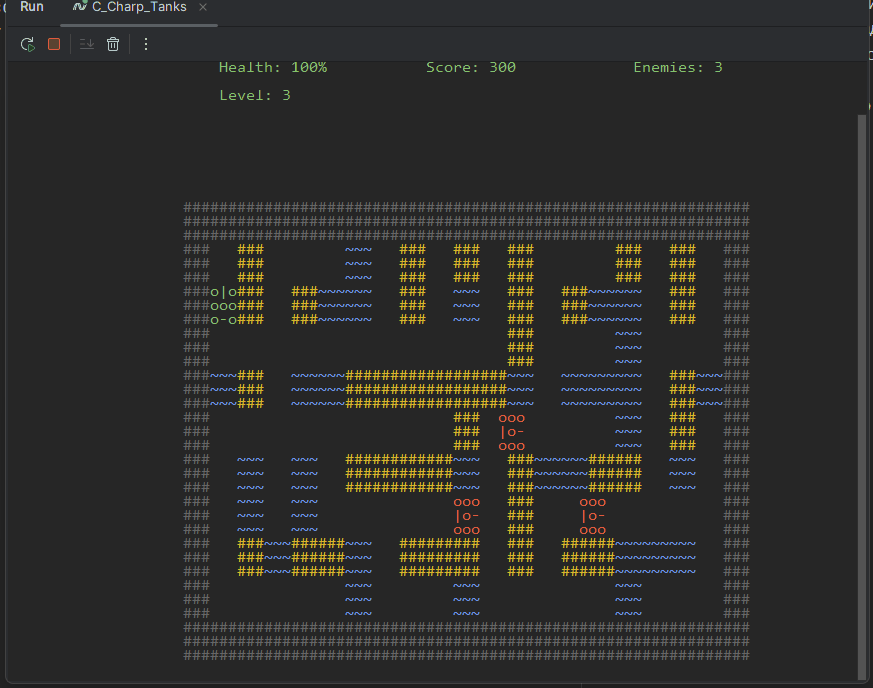 Run C_Charp_Tanks
Health: 100% Score: 300 Enemies: 3
Level: 3
###############################################################
###############################################################
###############################################################
###   ###         ~~~   ###   ###   ###         ###   ###   ###
###   ###         ~~~   ###   ###   ###         ###   ###   ###
###   ###         ~~~   ###   ###   ###         ###   ###   ###
###o|o###   ###~~~~~~   ###   ~~~   ###   ###~~~~~~   ###   ###
###ooo###   ###~~~~~~   ###   ~~~   ###   ###~~~~~~   ###   ###
###o-o###   ###~~~~~~   ###   ~~~   ###   ###~~~~~~   ###   ###
###                                 ###         ~~~         ###
###                                 ###         ~~~         ###
###                                 ###         ~~~         ###
###~~~###   ~~~~~~##################~~~   ~~~~~~~~~   ###~~~###
###~~~###   ~~~~~~##################~~~   ~~~~~~~~~   ###~~~###
###~~~###   ~~~~~~##################~~~   ~~~~~~~~~   ###~~~###
###                           ###  ooo          ~~~   ###   ###
###                           ###  |o-          ~~~   ###   ###
###                           ###  ooo          ~~~   ###   ###
###   ~~~   ~~~   ############~~~   ###~~~~~~######   ~~~   ###
###   ~~~   ~~~   ############~~~   ###~~~~~~######   ~~~   ###
###   ~~~   ~~~   ############~~~   ###~~~~~~######   ~~~   ###
###   ~~~   ~~~               ooo   ###     ooo             ###
###   ~~~   ~~~               |o-   ###     |o-             ###
###   ~~~   ~~~               ooo   ###     ooo             ###
###   ###~~~######~~~   #########   ###   ######~~~~~~~~~   ###
###   ###~~~######~~~   #########   ###   ######~~~~~~~~~   ###
###   ###~~~######~~~   #########   ###   ######~~~~~~~~~   ###
###               ~~~         ~~~               ~~~         ###
###               ~~~         ~~~               ~~~         ###
###               ~~~         ~~~               ~~~         ###
###############################################################
###############################################################
###############################################################